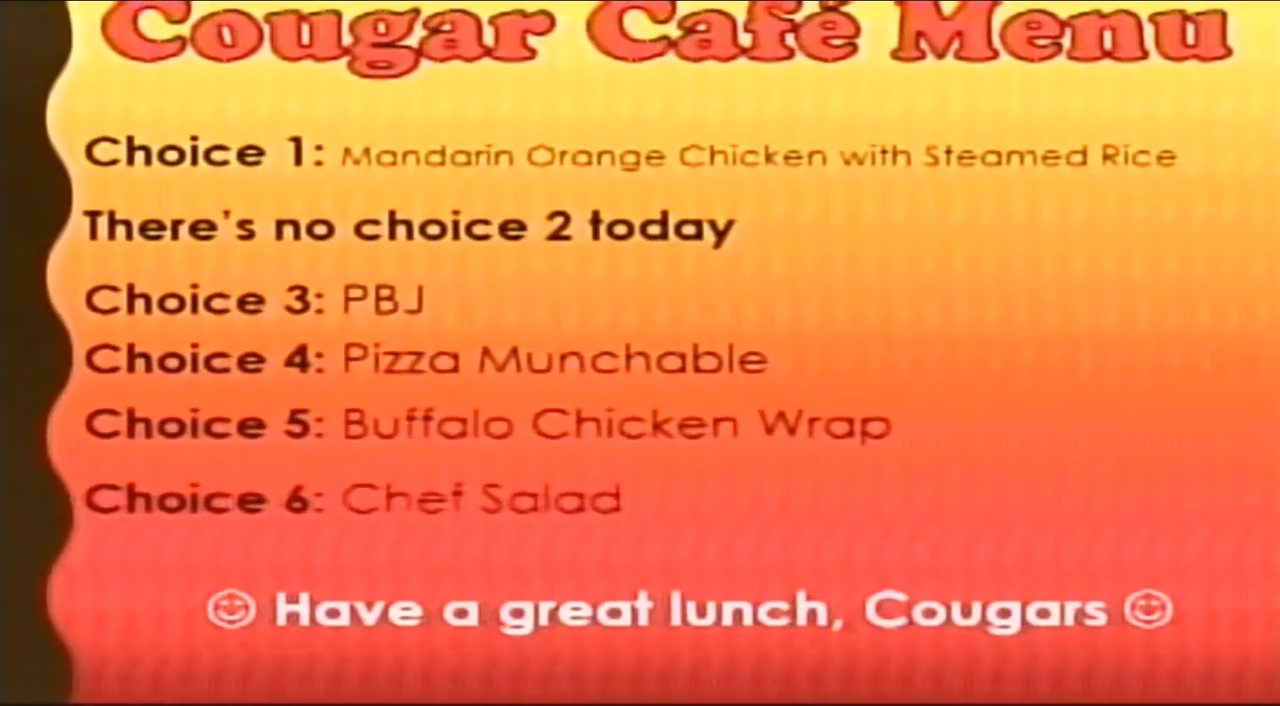 Cougar Café Menu
Choice 1: Mandarin Orange Chicken with Steamed Rice
There's no choice 2 today
Choice 3: PBJ
Choice 4: Pizza Munchable
Choice 5: Buffalo Chicken Wrap
Choice 6: Chef Salad
☺ Have a great lunch, Cougars ☺